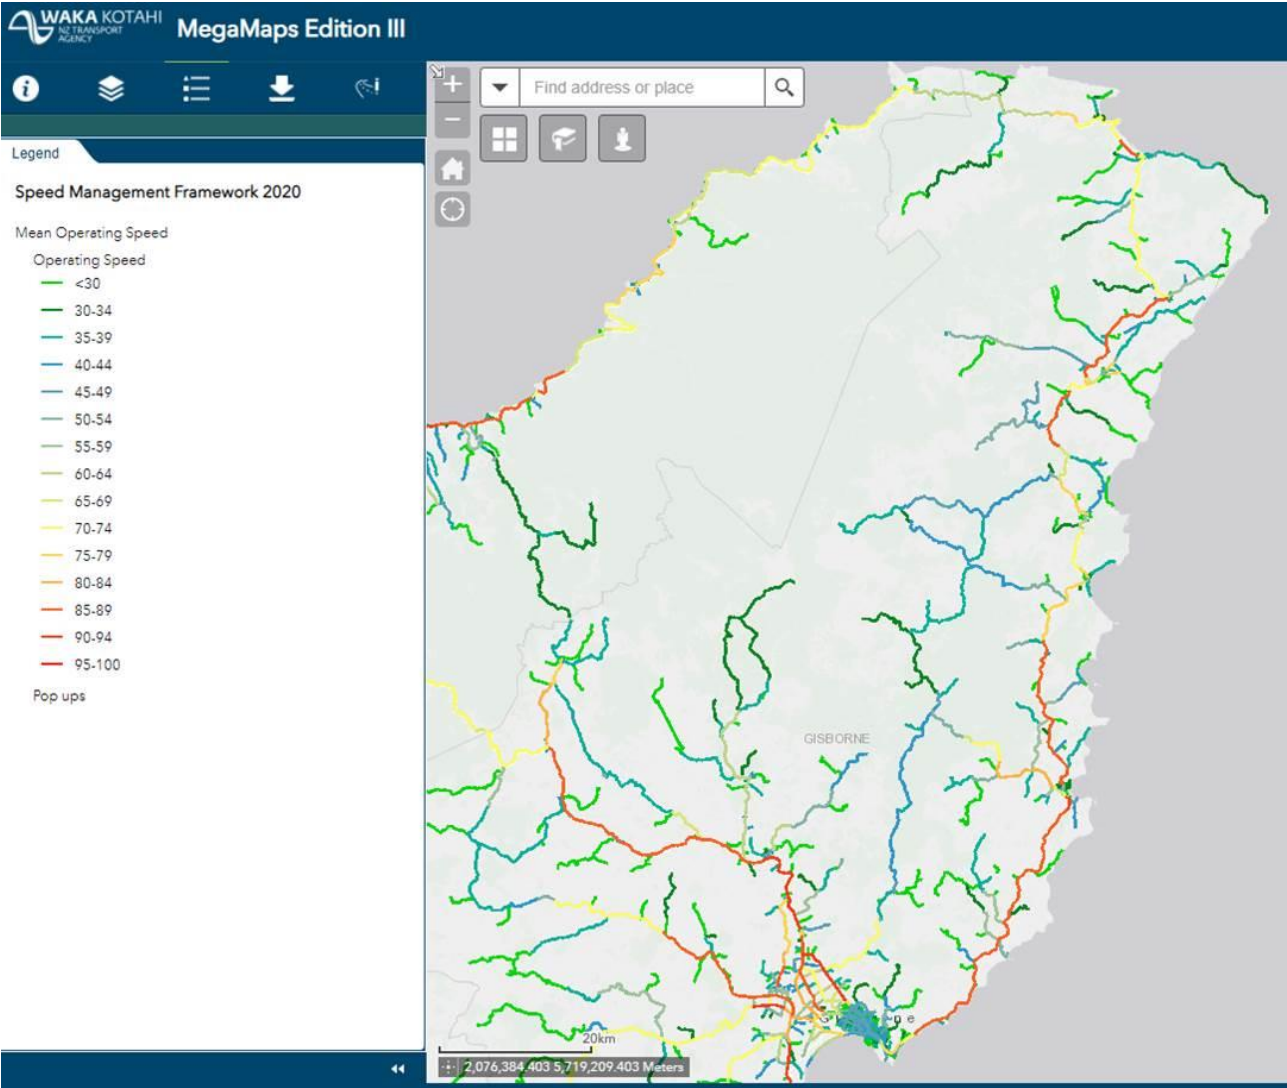 WAKA KOTAHI
NZ TRANSPORT
AGENCY
MegaMaps Edition III
Find address or place
Legend
Speed Management Framework 2020
Mean Operating Speed
Operating Speed
<30
30-34
35-39
40-44
45-49
50-54
55-59
60-64
65-69
70-74
75-79
80-84
85-89
90-94
95-100
Pop ups
GISBORNE
20km
2,076,384.403 5,719,209.403 Meters